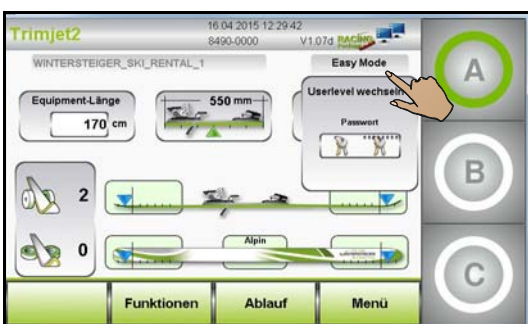 Trimjet2
16.04.2015 12:29:42
8490-0000 V1.07d RACING
WINTERSTEIGER_SKI_RENTAL_1
Easy Mode
Equipment-Länge
170 cm
550 mm
Userlevel wechseln
Passwort
2
0
Alpin
Funktionen
Ablauf
Menü
A
B
C